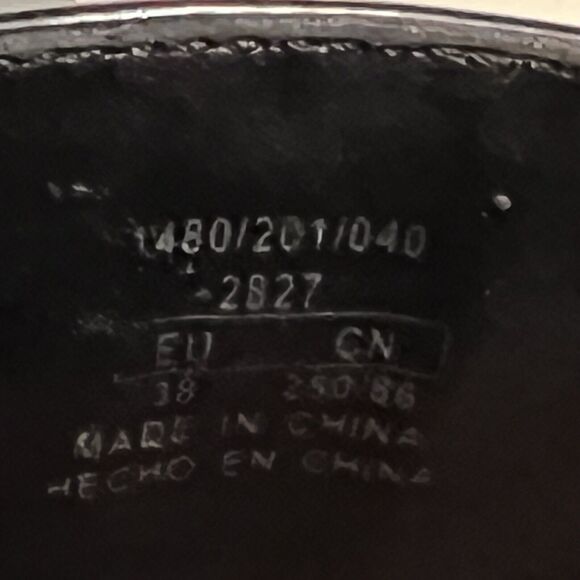 1480/201/040
2827
EU CN
38 250/86
MADE IN CHINA
HECHO EN CHINA